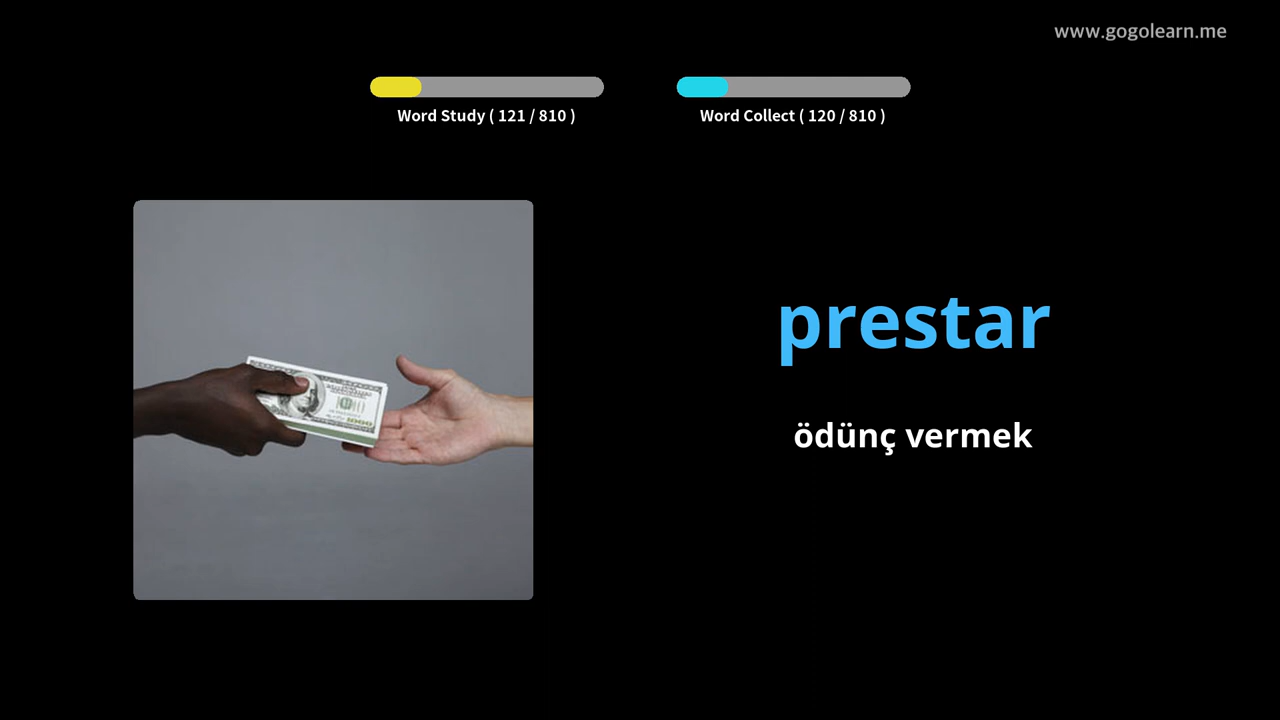 www.gogolearn.me
Word Study ( 121 / 810 )
Word Collect ( 120 / 810 )
prestar
ödünç vermek